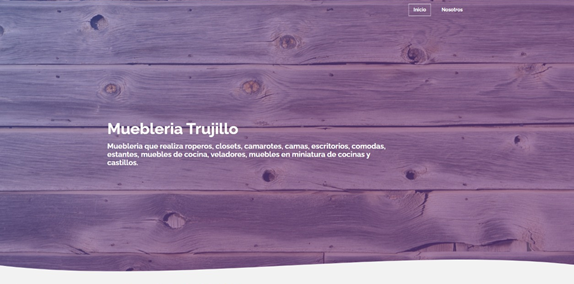 Inicio Nosotros
Muebleria Trujillo
Muebleria que realiza roperos, closets, camarotes, camas, escritorios, comodas,
estantes, muebles de cocina, veladores, muebles en miniatura de cocinas y
castillos.